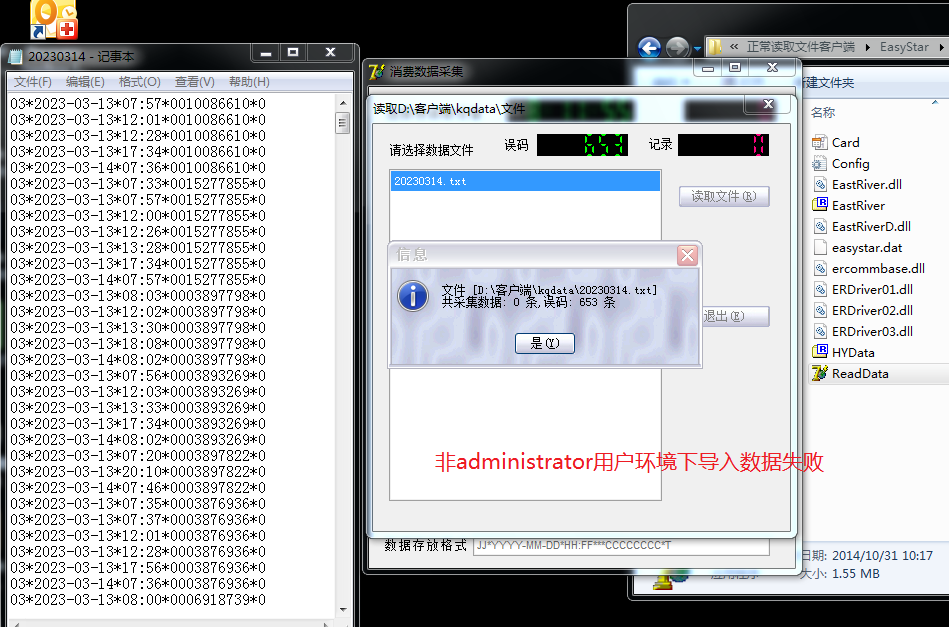 20230314 - 记事本
文件(F) 编辑(E) 格式(O) 查看(V) 帮助(H)
03*2023-03-13*07:57*0010086610*0
03*2023-03-13*12:01*0010086610*0
03*2023-03-13*12:28*0010086610*0
03*2023-03-13*17:34*0010086610*0
03*2023-03-14*07:36*0010086610*0
03*2023-03-13*07:33*0015277855*0
03*2023-03-13*07:57*0015277855*0
03*2023-03-13*12:00*0015277855*0
03*2023-03-13*12:26*0015277855*0
03*2023-03-13*13:28*0015277855*0
03*2023-03-13*17:34*0015277855*0
03*2023-03-14*07:57*0015277855*0
03*2023-03-13*08:03*0003897798*0
03*2023-03-13*12:02*0003897798*0
03*2023-03-13*13:30*0003897798*0
03*2023-03-13*18:08*0003897798*0
03*2023-03-14*08:02*0003897798*0
03*2023-03-13*07:56*0003893269*0
03*2023-03-13*12:03*0003893269*0
03*2023-03-13*13:33*0003893269*0
03*2023-03-13*17:34*0003893269*0
03*2023-03-14*08:02*0003893269*0
03*2023-03-13*07:20*0003897822*0
03*2023-03-13*20:10*0003897822*0
03*2023-03-14*07:46*0003897822*0
03*2023-03-13*07:35*0003876936*0
03*2023-03-13*07:37*0003876936*0
03*2023-03-13*12:01*0003876936*0
03*2023-03-13*12:28*0003876936*0
03*2023-03-13*17:56*0003876936*0
03*2023-03-14*07:36*0003876936*0
03*2023-03-13*08:00*0006918739*0
消费数据采集
读取D:\客户端\kqdata\文件
请选择数据文件 误码 653 记录 0
20230314.txt
读取文件(R)
信息
文件 [D:\客户端\kqdata\20230314.txt]
共采集数据: 0 条,误码: 653 条
是(Y)
退出(E)
非administrator用户环境下导入数据失败
数据存放格式 JJ*YYYY-MM-DD*HH:FF***CCCCCCCC*T
« 正常读取文件客户端 EasyStar
建文件夹
名称
Card
Config
EastRiver.dll
EastRiver
EastRiverD.dll
easystar.dat
ercommbase.dll
ERDriver01.dll
ERDriver02.dll
ERDriver03.dll
HYData
ReadData
日期: 2014/10/31 10:17
大小: 1.55 MB